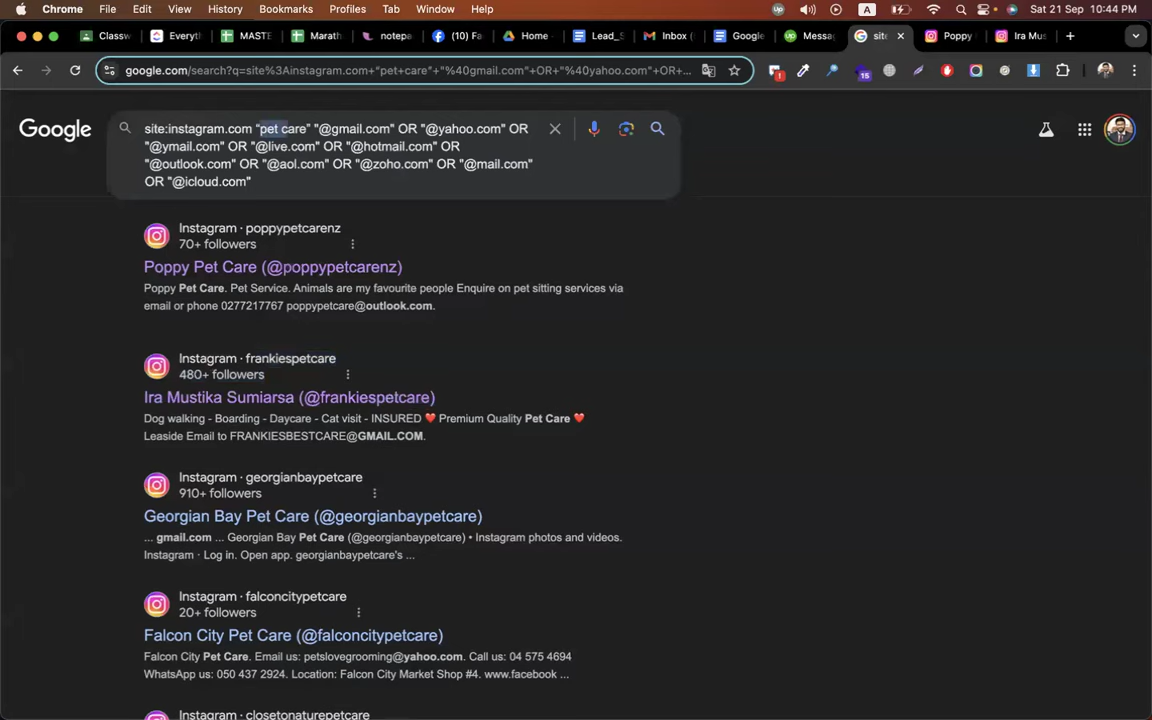 Chrome File Edit View History Bookmarks Profiles Tab Window Help A Sat 21 Sep 10:44 PM
Classw Everyth MASTE Marath notepa (10) Fa Home - Lead_S Inbox ( Google Messa site Poppy Ira Mus
google.com/search?q=site%3Ainstagram.com+"pet+care"+"%40gmail.com"+OR+"%40yahoo.com"+OR+...
15
Google
site:instagram.com "pet care" "@gmail.com" OR "@yahoo.com" OR
"@ymail.com" OR "@live.com" OR "@hotmail.com" OR
"@outlook.com" OR "@aol.com" OR "@zoho.com" OR "@mail.com"
OR "@icloud.com"
Instagram · poppypetcarenz
70+ followers
Poppy Pet Care (@poppypetcarenz)
Poppy Pet Care. Pet Service. Animals are my favourite people Enquire on pet sitting services via
email or phone 0277217767 poppypetcare@outlook.com.
Instagram · frankiespetcare
480+ followers
Ira Mustika Sumiarsa (@frankiespetcare)
Dog walking - Boarding - Daycare - Cat visit - INSURED ❤️ Premium Quality Pet Care ❤️
Leaside Email to FRANKIESBESTCARE@GMAIL.COM.
Instagram · georgianbaypetcare
910+ followers
Georgian Bay Pet Care (@georgianbaypetcare)
... gmail.com ... Georgian Bay Pet Care (@georgianbaypetcare) • Instagram photos and videos.
Instagram · Log in. Open app. georgianbaypetcare's ...
Instagram · falconcitypetcare
20+ followers
Falcon City Pet Care (@falconcitypetcare)
Falcon City Pet Care. Email us: petslovegrooming@yahoo.com. Call us: 04 575 4694
WhatsApp us: 050 437 2924. Location: Falcon City Market Shop #4. www.facebook ...
Instagram · closetonaturepetcare